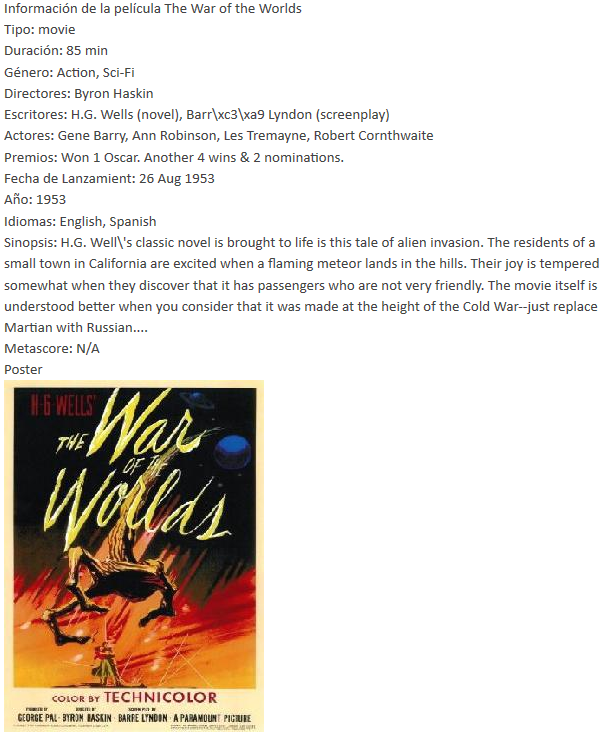 Información de la película The War of the Worlds
Tipo: movie
Duración: 85 min
Género: Action, Sci-Fi
Directores: Byron Haskin
Escritores: H.G. Wells (novel), Barr\xc3\xa9 Lyndon (screenplay)
Actores: Gene Barry, Ann Robinson, Les Tremayne, Robert Cornthwaite
Premios: Won 1 Oscar. Another 4 wins & 2 nominations.
Fecha de Lanzamient: 26 Aug 1953
Año: 1953
Idiomas: English, Spanish
Sinopsis: H.G. Well\'s classic novel is brought to life is this tale of alien invasion. The residents of a
small town in California are excited when a flaming meteor lands in the hills. Their joy is tempered
somewhat when they discover that it has passengers who are not very friendly. The movie itself is
understood better when you consider that it was made at the height of the Cold War--just replace
Martian with Russian....
Metascore: N/A
Poster
H·G WELLS'
THE War
OF THE
Worlds
COLOR BY TECHNICOLOR
PRODUCED BY DIRECTED BY SCREEN PLAY BY
GEORGE PAL · BYRON HASKIN · BARRE LYNDON · A PARAMOUNT PICTURE